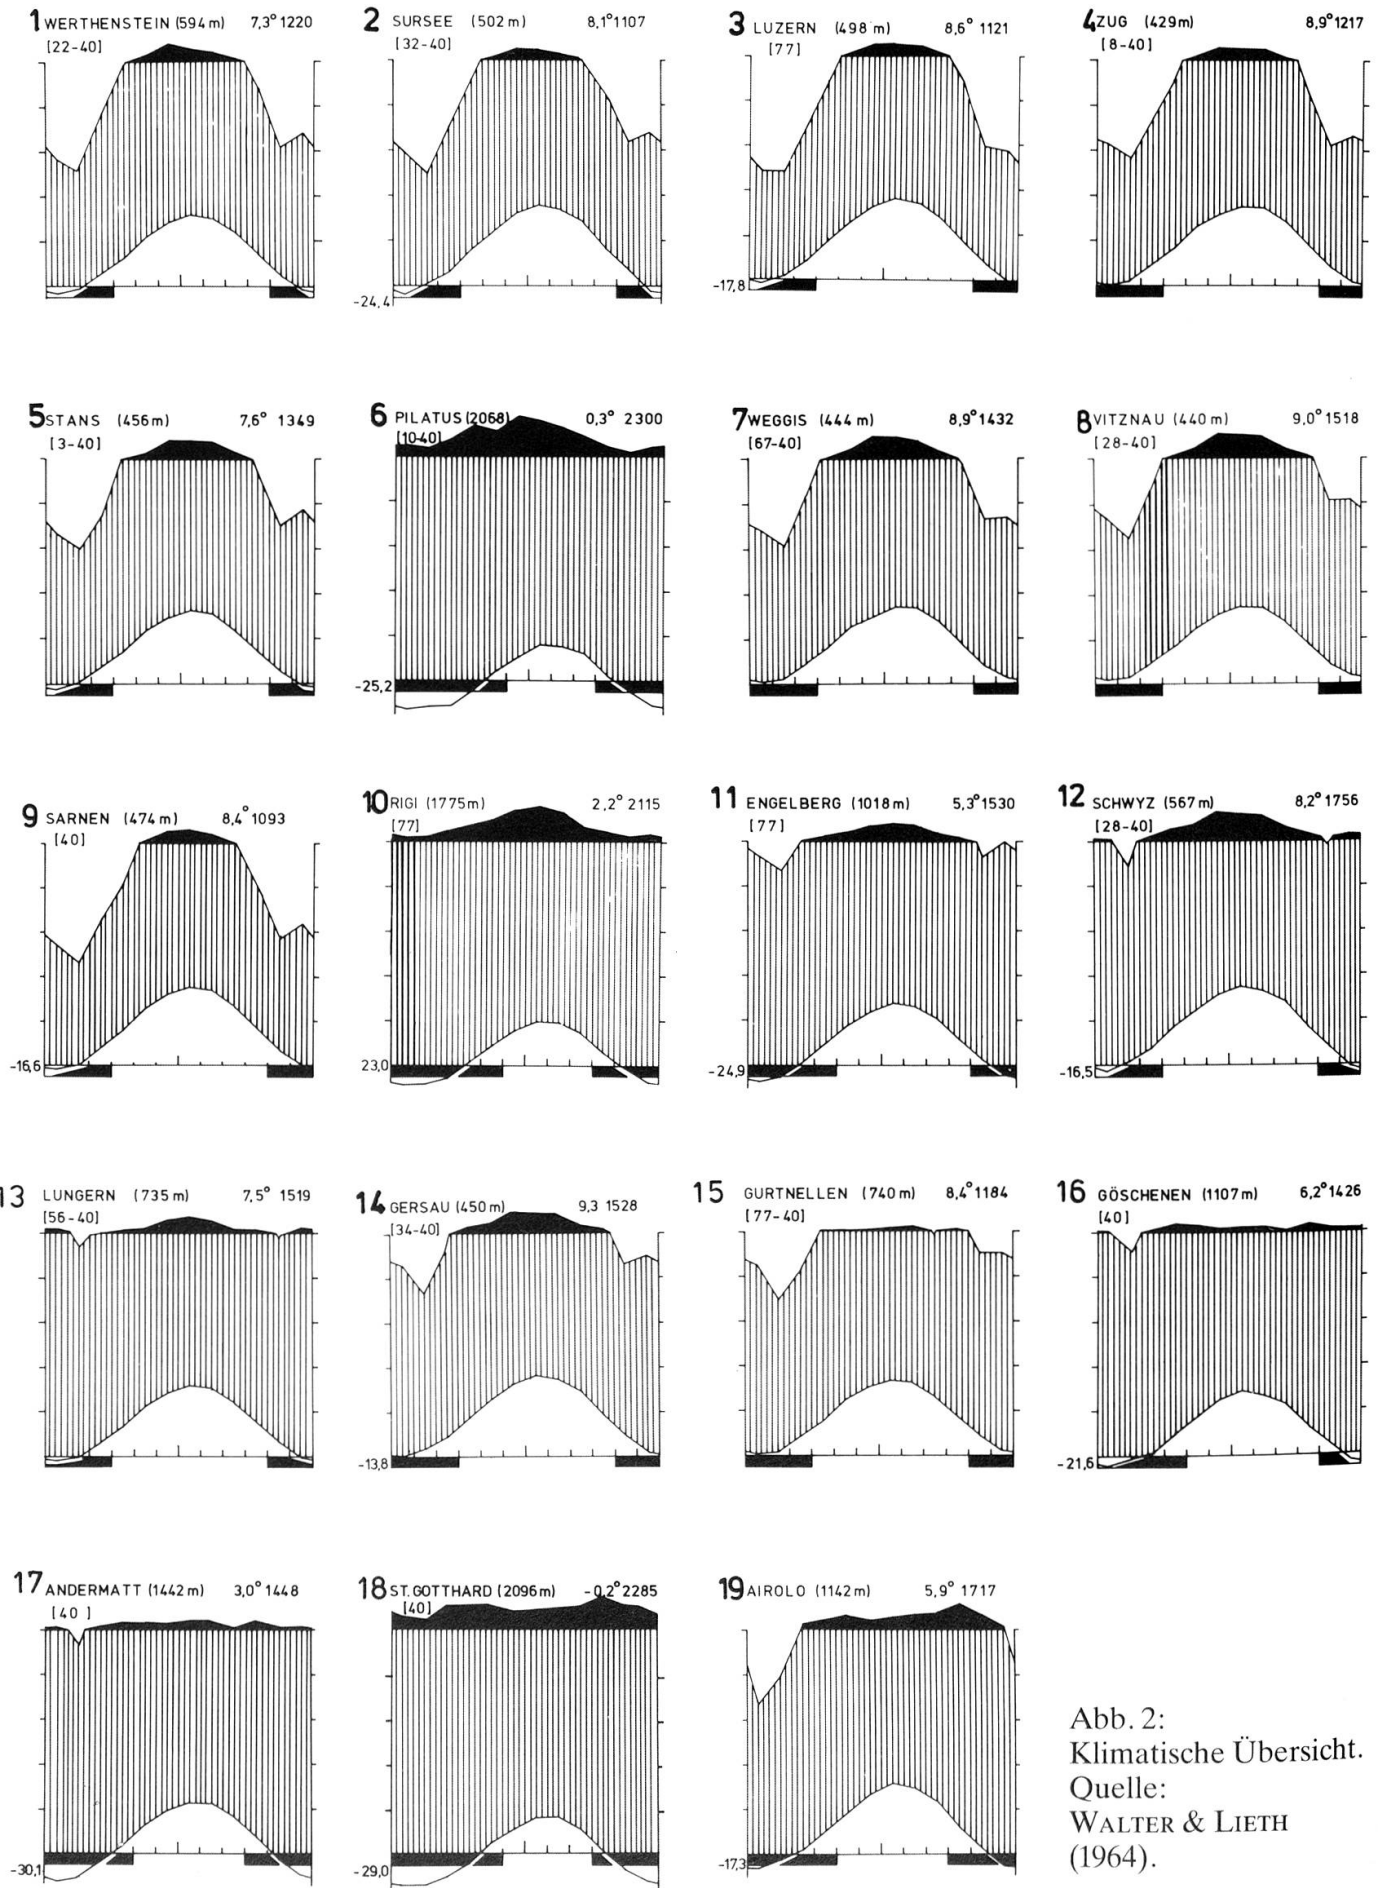 1 WERTHENSTEIN (594 m) 7,3° 1220
[22-40]
2 SURSEE (502 m) 8,1° 1107
[32-40]
-24,4
3 LUZERN (498 m) 8,6° 1121
[77]
-17,8
4 ZUG (429 m) 8,9° 1217
[8-40]
5 STANS (456 m) 7,6° 1349
[3-40]
6 PILATUS (2068) 0,3° 2300
[10-40]
-25,2
7 WEGGIS (444 m) 8,9° 1432
[67-40]
8 VITZNAU (440 m) 9,0° 1518
[28-40]
9 SARNEN (474 m) 8,4° 1093
[40]
-16,6
10 RIGI (1775 m) 2,2° 2115
[77]
23,0
11 ENGELBERG (1018 m) 5,3° 1530
[77]
-24,9
12 SCHWYZ (567 m) 8,2° 1756
[28-40]
-16,5
13 LUNGERN (735 m) 7,5° 1519
[56-40]
14 GERSAU (450 m) 9,3 1528
[34-40]
-13,8
15 GURTNELLEN (740 m) 8,4° 1184
[77-40]
16 GÖSCHENEN (1107 m) 6,2° 1426
[40]
-21,6
17 ANDERMATT (1442 m) 3,0° 1448
[40]
-30,1
18 ST. GOTTHARD (2096 m) -0,2° 2285
[40]
-29,0
19 AIROLO (1142 m) 5,9° 1717
-17,3
Abb. 2:
Klimatische Übersicht.
Quelle:
WALTER & LIETH
(1964).